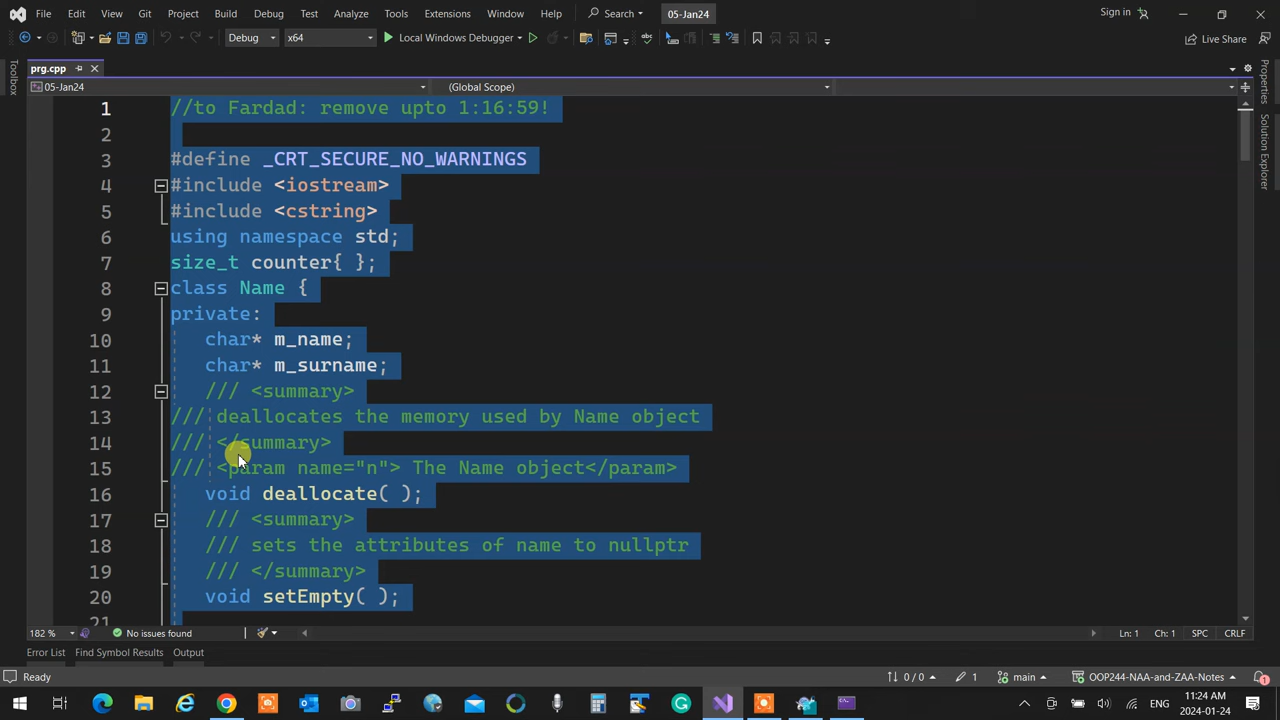 File Edit View Git Project Build Debug Test Analyze Tools Extensions Window Help Search 05-Jan24 Sign in
Debug x64 Local Windows Debugger Live Share
prg.cpp
05-Jan24 (Global Scope)
Toolbox
Properties
Solution Explorer
1 //to Fardad: remove upto 1:16:59!
2
3 #define _CRT_SECURE_NO_WARNINGS
4 #include <iostream>
5 #include <cstring>
6 using namespace std;
7 size_t counter{ };
8 class Name {
9 private:
10 char* m_name;
11 char* m_surname;
12 /// <summary>
13 /// deallocates the memory used by Name object
14 /// </summary>
15 /// <param name="n"> The Name object</param>
16 void deallocate( );
17 /// <summary>
18 /// sets the attributes of name to nullptr
19 /// </summary>
20 void setEmpty( );
21
182 % No issues found Ln: 1 Ch: 1 SPC CRLF
Error List Find Symbol Results Output
Ready 0 / 0 1 main OOP244-NAA-and-ZAA-Notes 1
ENG 11:24 AM
2024-01-24